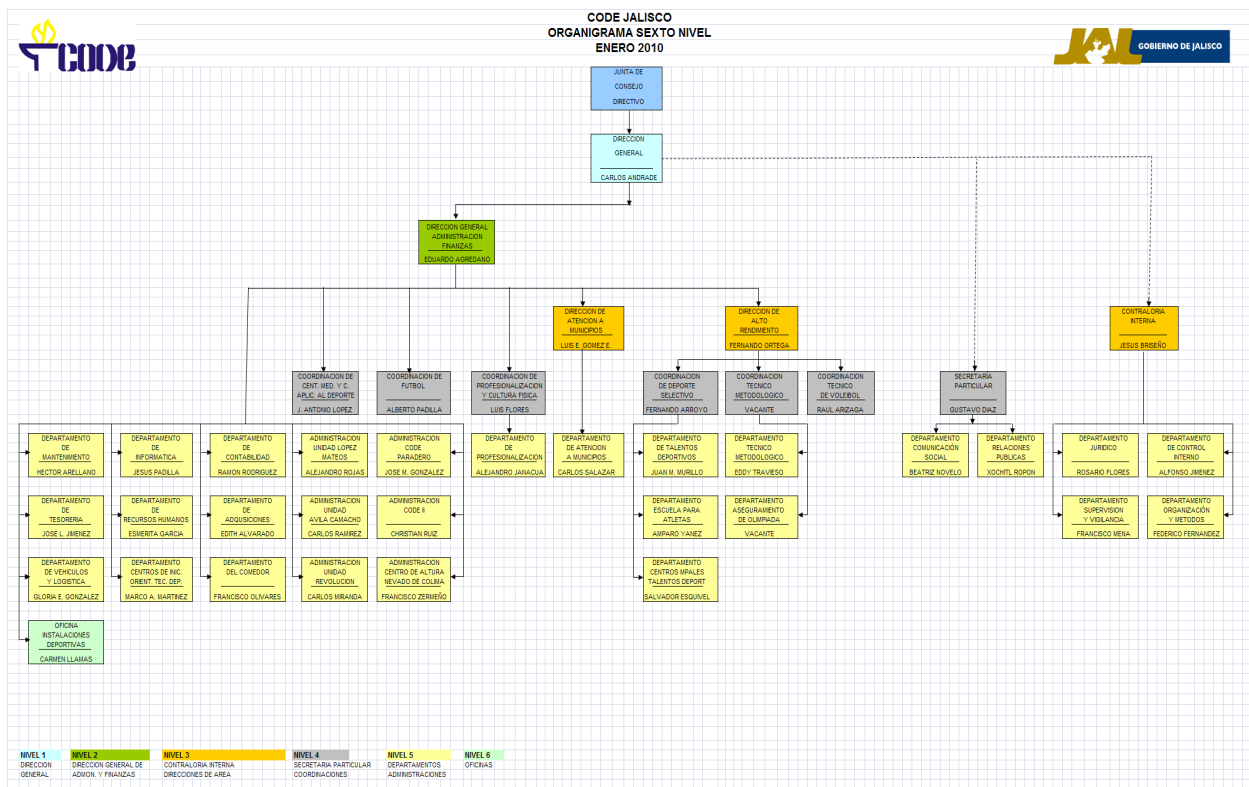 CODE JALISCO
ORGANIGRAMA SEXTO NIVEL
ENERO 2010
CODE
JAL
GOBIERNO DE JALISCO
JUNTA DE
CONSEJO
DIRECTIVO
DIRECCION
GENERAL
CARLOS ANDRADE
DIRECCION GENERAL
ADMINISTRACION
FINANZAS
EDUARDO AGREDANO
DIRECCION DE
ATENCION A
MUNICIPIOS
LUIS E. GOMEZ E.
DIRECCION DE
ALTO
RENDIMIENTO
FERNANDO ORTEGA
CONTRALORIA
INTERNA
JESUS BRISEÑO
COORDINACION DE
CENT. MED. Y C.
APLIC. AL DEPORTE
J. ANTONIO LOPEZ
COORDINACION DE
FUTBOL
ALBERTO PADILLA
COORDINACION DE
PROFESIONALIZACION
Y CULTURA FISICA
LUIS FLORES
COORDINACION
DE DEPORTE
SELECTIVO
FERNANDO ARROYO
COORDINACION
TECNICO
METODOLOGICO
VACANTE
COORDINACION
TECNICO
DE VOLEIBOL
RAUL ARIZAGA
SECRETARIA
PARTICULAR
GUSTAVO DIAZ
DEPARTAMENTO
DE
MANTENIMIENTO
HECTOR ARELLANO
DEPARTAMENTO
DE
INFORMATICA
JESUS PADILLA
DEPARTAMENTO
DE
CONTABILIDAD
RAMON RODRIGUEZ
ADMINISTRACION
UNIDAD LOPEZ
MATEOS
ALEJANDRO ROJAS
ADMINISTRACION
CODE
PARADERO
JOSE M. GONZALEZ
DEPARTAMENTO
DE
PROFESIONALIZACION
ALEJANDRO JANACUA
DEPARTAMENTO
DE ATENCION
A MUNICIPIOS
CARLOS SALAZAR
DEPARTAMENTO
DE TALENTOS
DEPORTIVOS
JUAN M. MURILLO
DEPARTAMENTO
TECNICO
METODOLOGICO
EDDY TRAVIESO
DEPARTAMENTO
COMUNICACIÓN
SOCIAL
BEATRIZ NOVELO
DEPARTAMENTO
RELACIONES
PUBLICAS
XOCHITL ROPON
DEPARTAMENTO
JURIDICO
ROSARIO FLORES
DEPARTAMENTO
DE CONTROL
INTERNO
ALFONSO JIMENEZ
DEPARTAMENTO
DE
TESORERIA
JOSE L. JIMENEZ
DEPARTAMENTO
DE
RECURSOS HUMANOS
ESMERITA GARCIA
DEPARTAMENTO
DE
ADQUSICIONES
EDITH ALVARADO
ADMINISTRACION
UNIDAD
AVILA CAMACHO
CARLOS RAMIREZ
ADMINISTRACION
CODE II
CHRISTIAN RUIZ
DEPARTAMENTO
ESCUELA PARA
ATLETAS
AMPARO YAÑEZ
DEPARTAMENTO
ASEGURAMIENTO
DE OLIMPIADA
VACANTE
DEPARTAMENTO
SUPERVISION
Y VIGILANCIA
FRANCISCO MENA
DEPARTAMENTO
ORGANIZACIÓN
Y METODOS
FEDERICO FERNANDEZ
DEPARTAMENTO
DE VEHICULOS
Y LOGISTICA
GLORIA E. GONZALEZ
DEPARTAMENTO
CENTROS DE INIC.
ORIENT. TEC. DEP.
MARCO A. MARTINEZ
DEPARTAMENTO
DEL COMEDOR
FRANCISCO OLIVARES
ADMINISTRACION
UNIDAD
REVOLUCION
CARLOS MIRANDA
ADMINISTRACION
CENTRO DE ALTURA
NEVADO DE COLIMA
FRANCISCO ZERMEÑO
DEPARTAMENTO
CENTROS MPALES
TALENTOS DEPORT
SALVADOR ESQUIVEL
OFICINA
INSTALACIONES
DEPORTIVAS
CARMEN LLAMAS
NIVEL 1
DIRECCION
GENERAL
NIVEL 2
DIRECCION GENERAL DE
ADMON. Y FINANZAS
NIVEL 3
CONTRALORIA INTERNA
DIRECCIONES DE AREA
NIVEL 4
SECRETARIA PARTICULAR
COORDINACIONES
NIVEL 5
DEPARTAMENTOS
ADMINISTRACIONES
NIVEL 6
OFICINAS